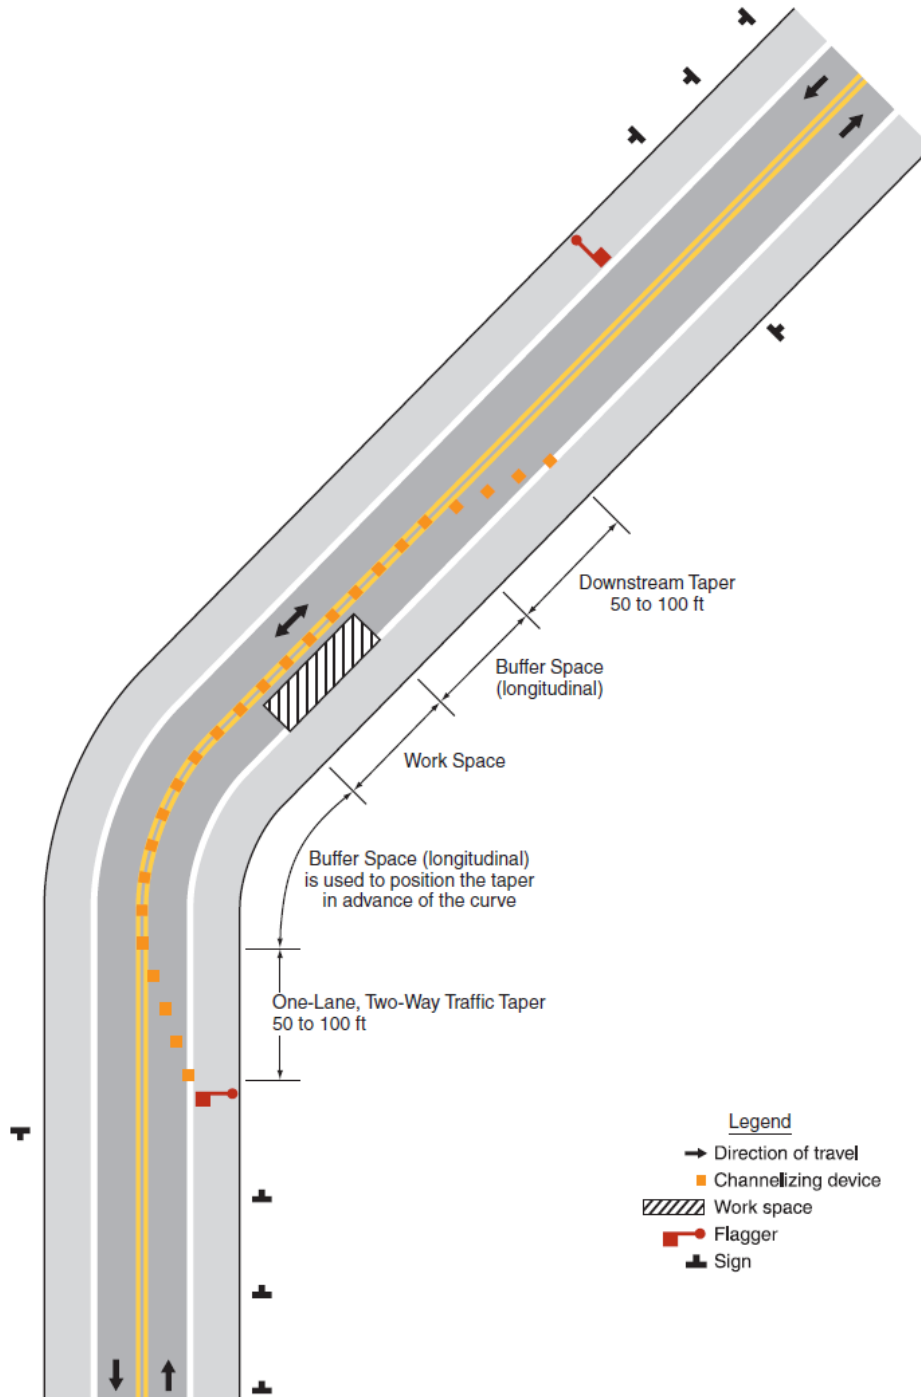 Downstream Taper
50 to 100 ft
Buffer Space
(longitudinal)
Work Space
Buffer Space (longitudinal)
is used to position the taper
in advance of the curve
One-Lane, Two-Way Traffic Taper
50 to 100 ft
Legend
Direction of travel
Channelizing device
Work space
Flagger
Sign